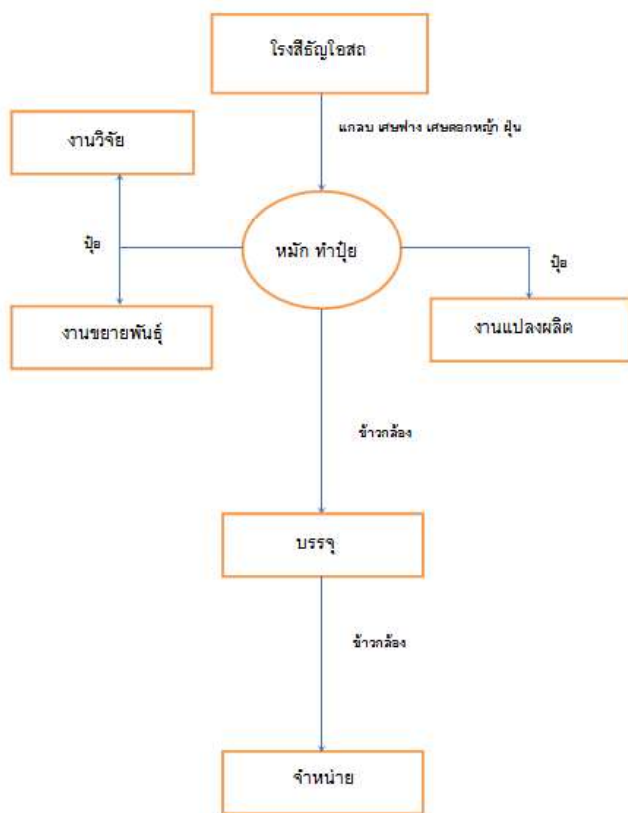 โรงสีธัญโอสถ
แกลบ เศษฟาง เศษดอกหญ้า ฝุ่น
งานวิจัย
ปุ๋ย
หมัก ทำปุ๋ย
ปุ๋ย
งานขยายพันธุ์
งานแปลงผลิต
ข้าวกล้อง
บรรจุ
ข้าวกล้อง
จำหน่าย